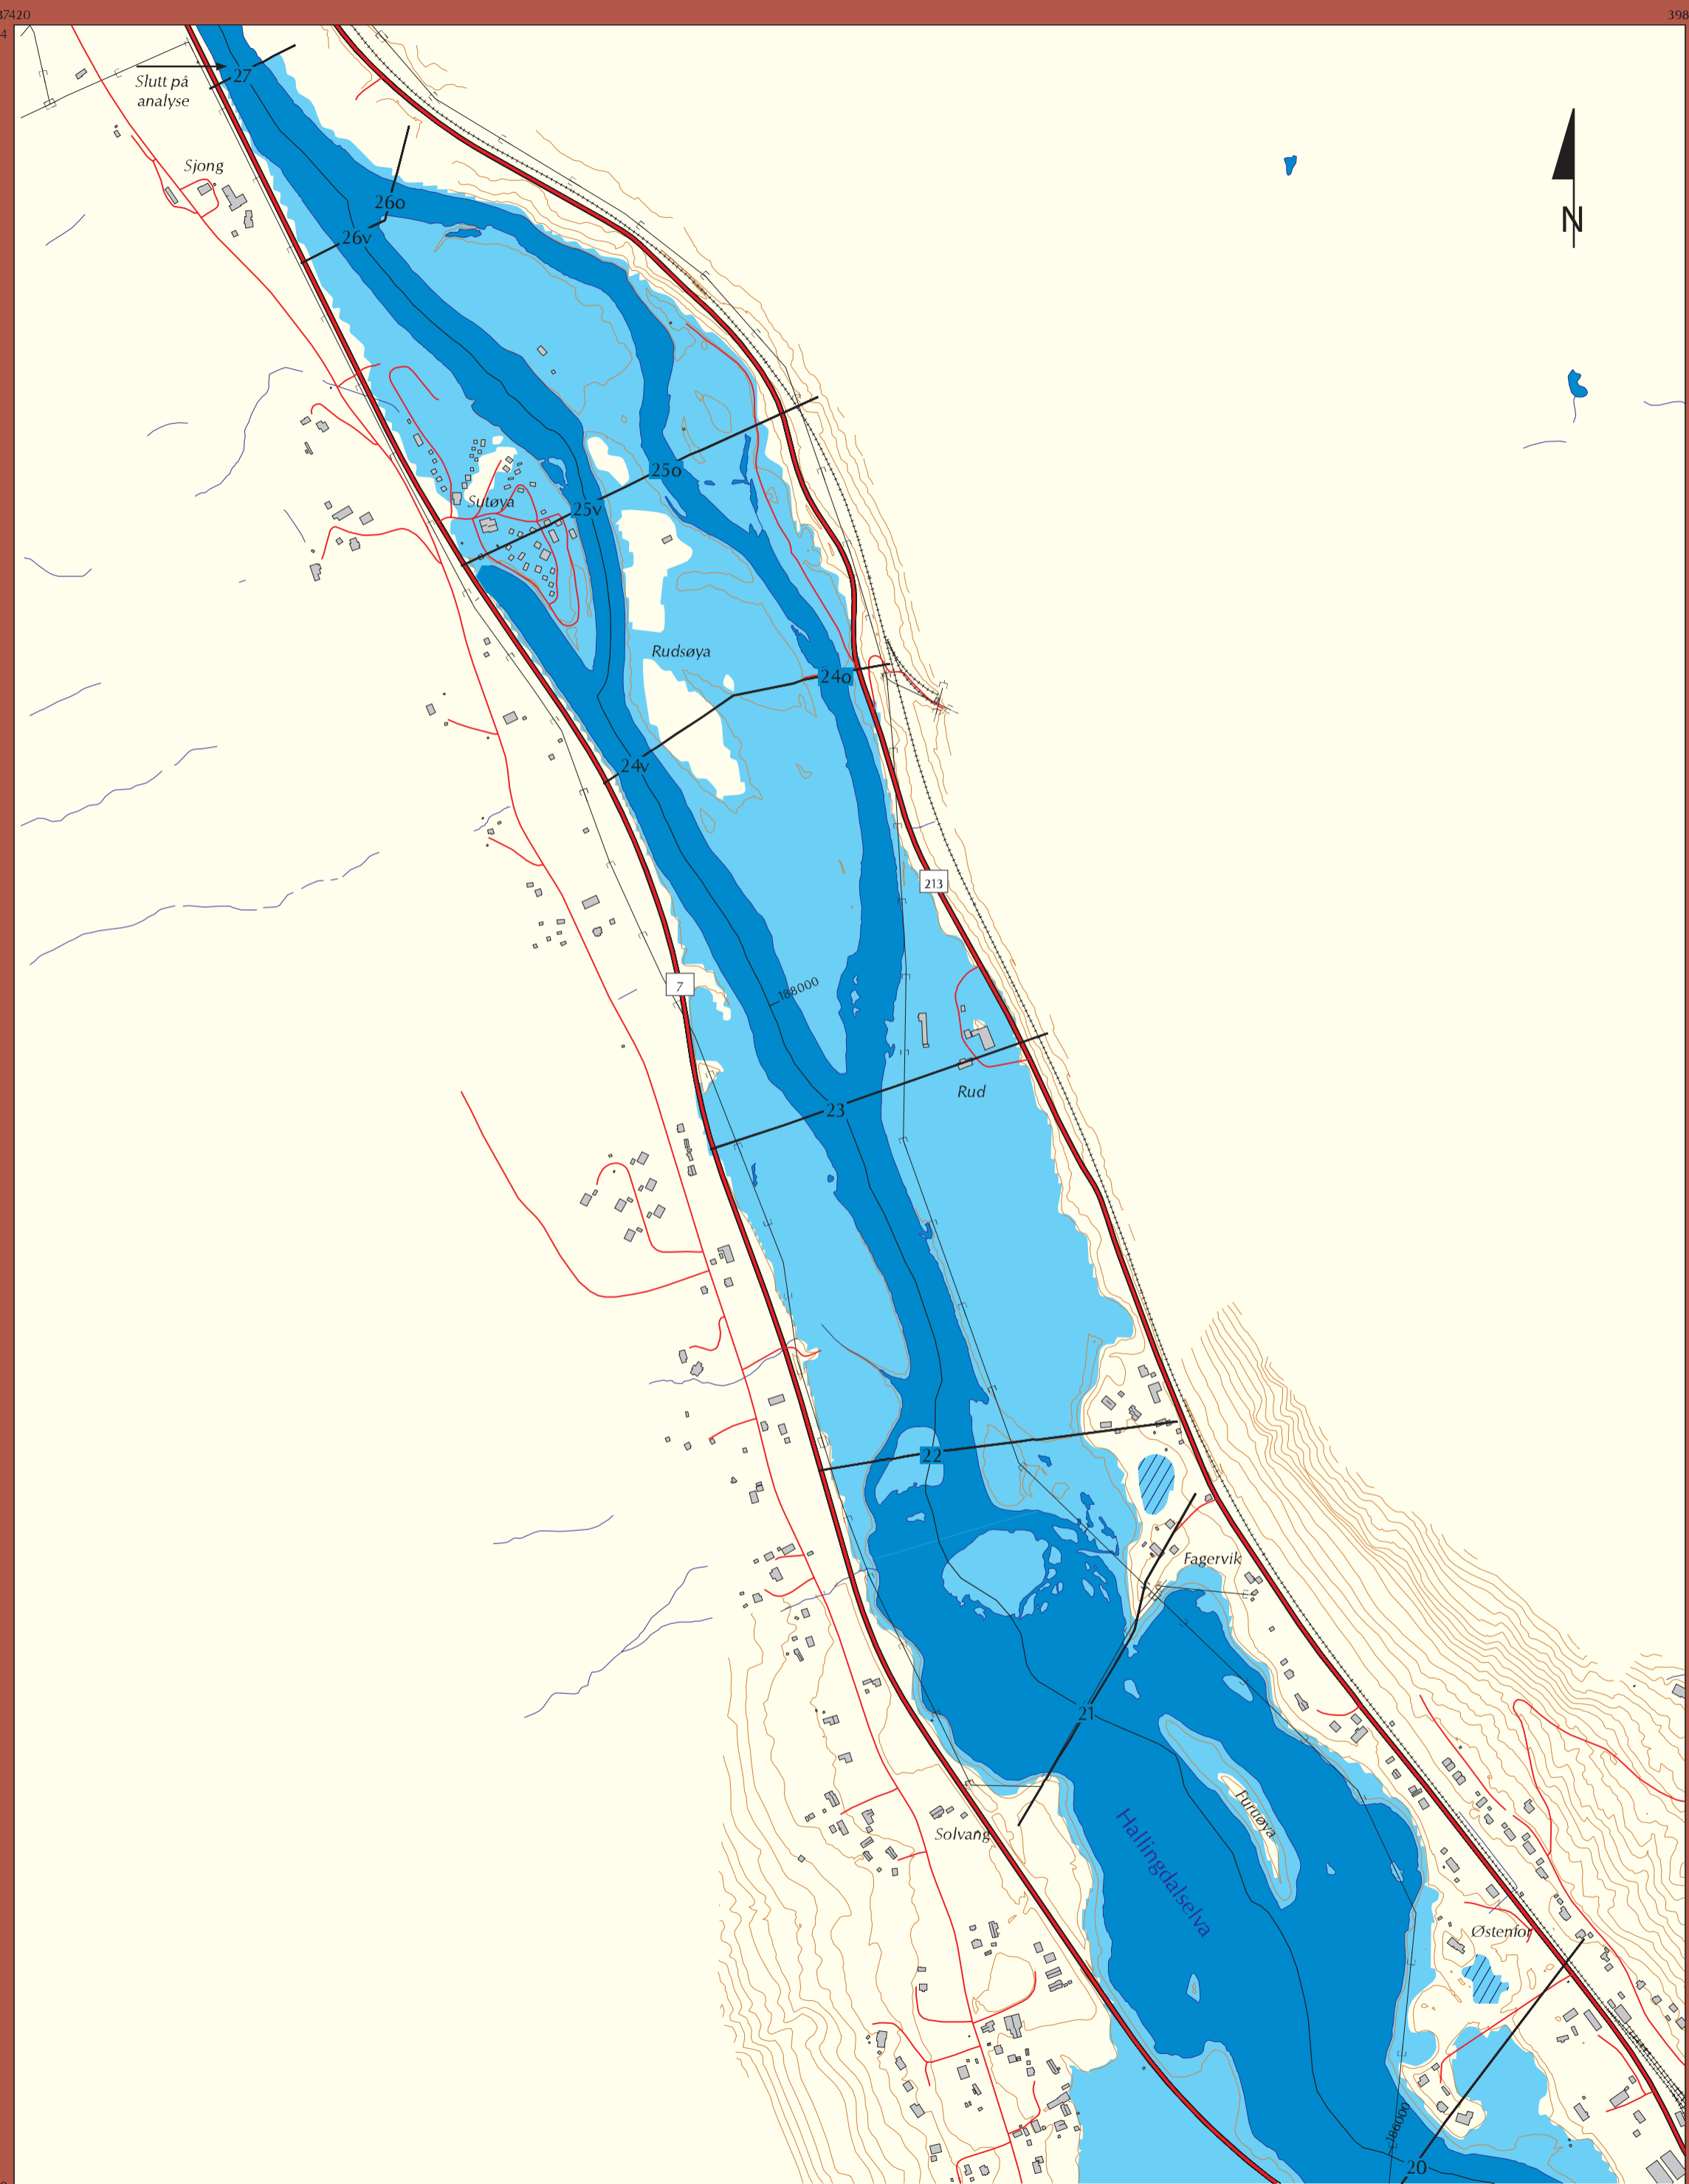 398
27
Slutt på
analyse
Sjong
26o
26v
N
25o
Sutøya
25v
Rudsøya
24o
24v
213
7
188000
23
Rud
22
Fagervik
21
Furuøya
Solvang
Hallingdalselva
Østenfor
186000
20